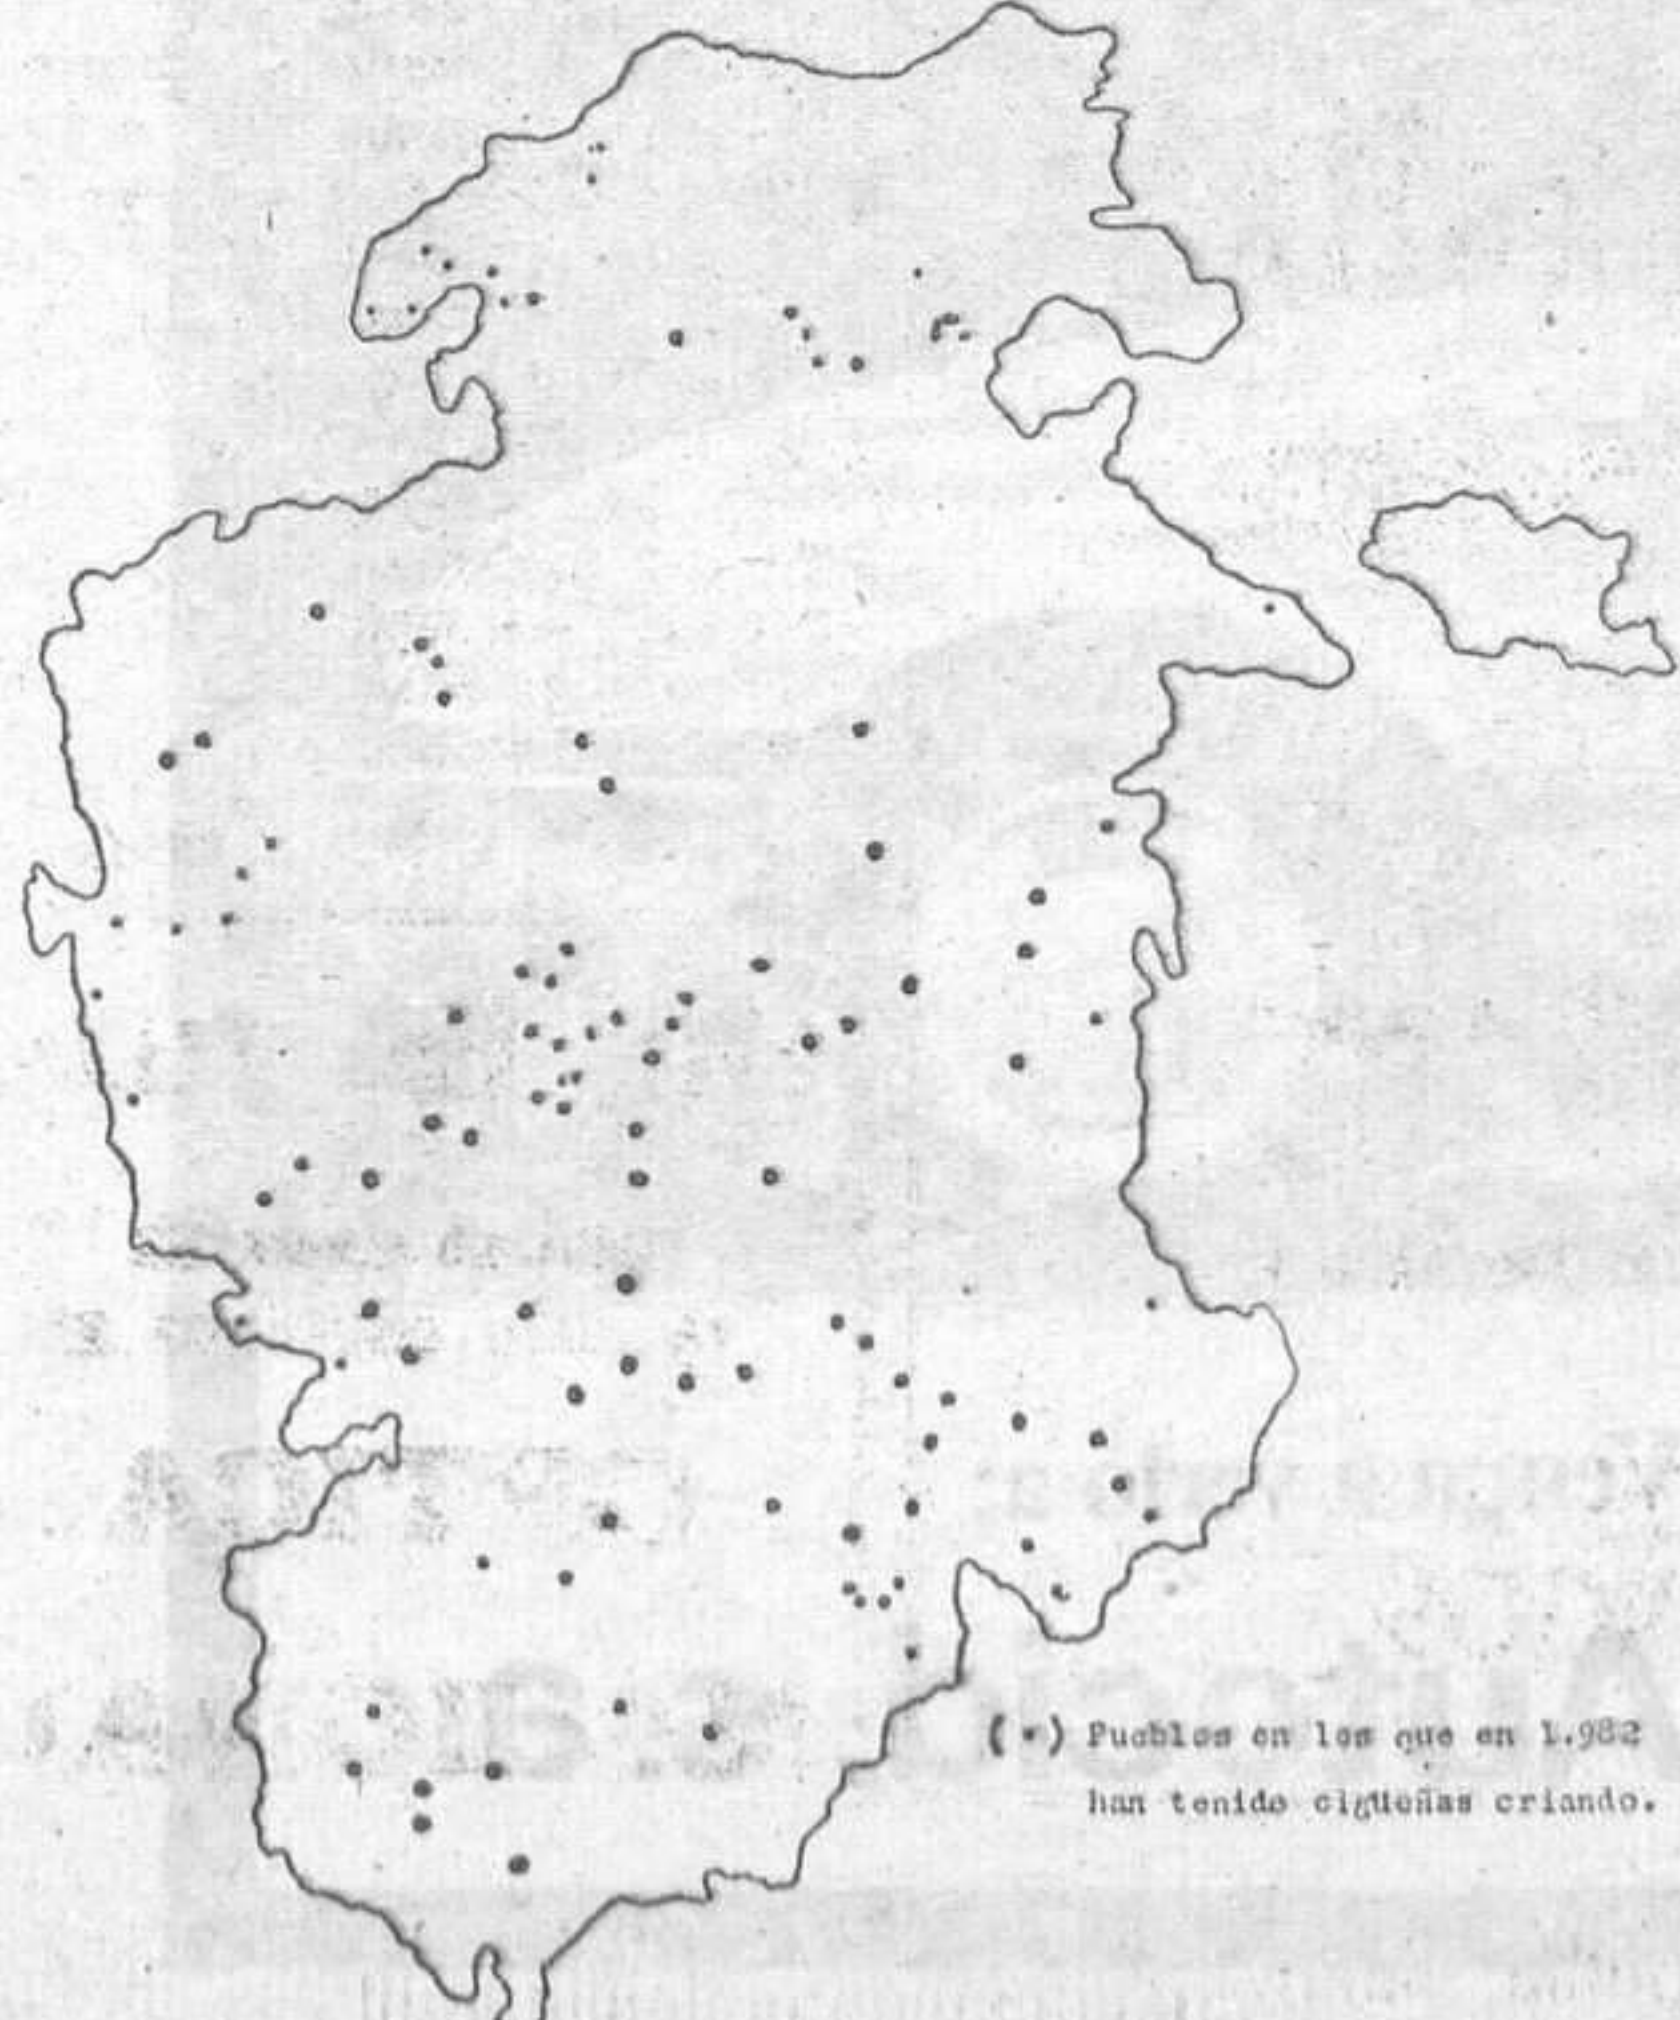 (•) Pueblos en los que en 1.982
han tenido cigüeñas criando.